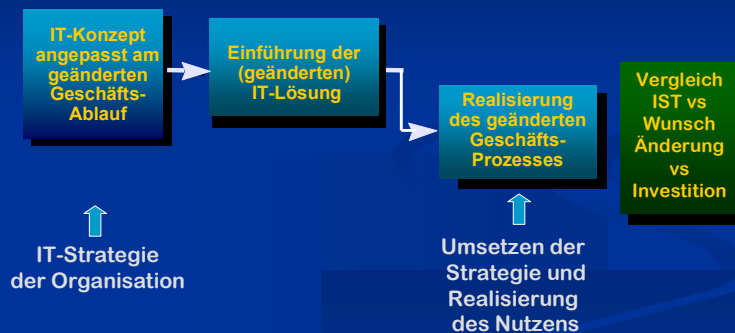 IT-Konzept
angepasst am
geänderten
Geschäfts-
Ablauf
Einführung der
(geänderten)
IT-Lösung
Realisierung
des geänderten
Geschäfts-
Prozesses
Vergleich
IST vs
Wunsch
Änderung
vs
Investition
IT-Strategie
der Organisation
Umsetzen der
Strategie und
Realisierung
des Nutzens